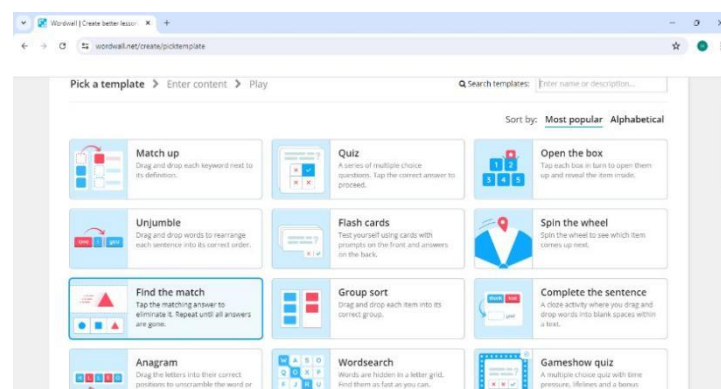 Wordwall | Create better lesson
wordwall.net/create/picktemplate
Pick a template > Enter content > Play
Search templates: Enter name or description...
Sort by: Most popular Alphabetical
Match up
Drag and drop each keyword next to
its definition.
Quiz
A series of multiple choice
questions. Tap the correct answer to
proceed.
Open the box
Tap each box in turn to open them
up and reveal the item inside.
1 2
3 4 5
Unjumble
Drag and drop words to rearrange
each sentence into its correct order.
Flash cards
Test yourself using cards with
prompts on the front and answers
on the back.
Spin the wheel
Spin the wheel to see which item
comes up next.
Find the match
Tap the matching answer to
eliminate it. Repeat until all answers
are gone.
Group sort
Drag and drop each item into its
correct group.
Complete the sentence
A cloze activity where you drag and
drop words into blank spaces within
a text.
Anagram
Drag the letters into their correct
positions to unscramble the word or
Wordsearch
Words are hidden in a letter grid.
Find them as fast as you can.
Gameshow quiz
A multiple choice quiz with time
pressure, lifelines and a bonus